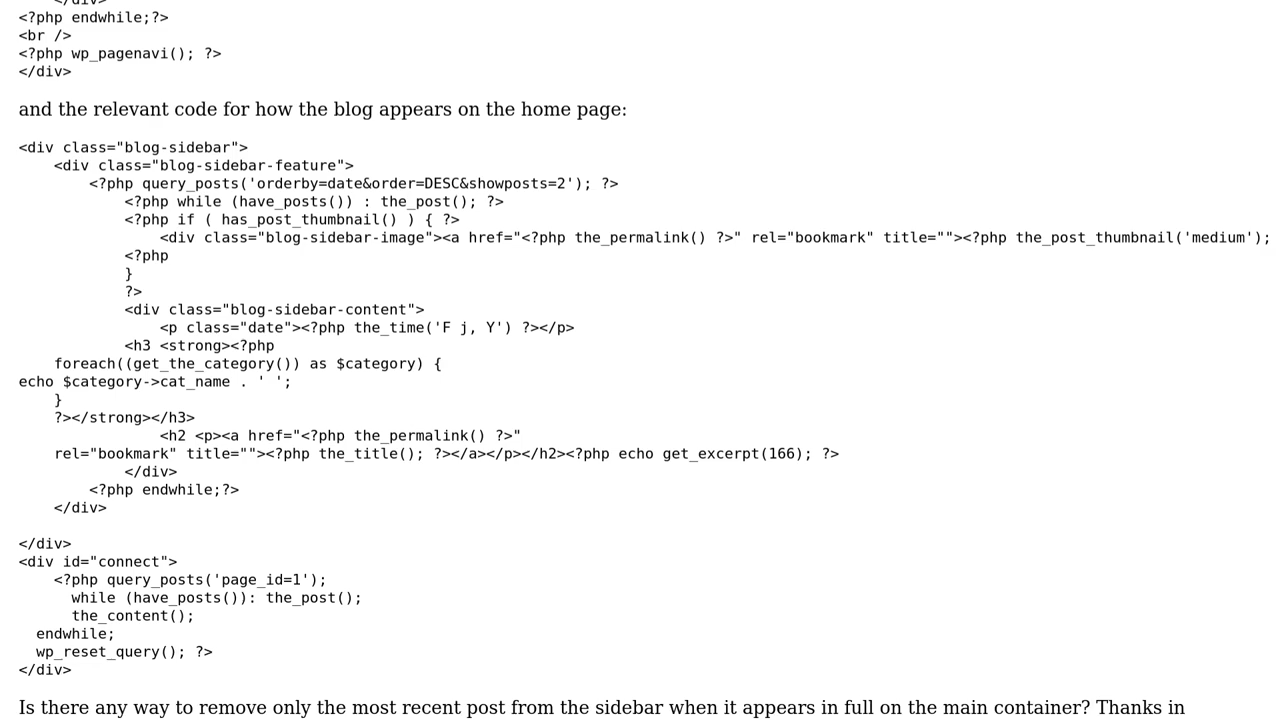 </div>
<?php endwhile;?>
<br />
<?php wp_pagenavi(); ?>
</div>
and the relevant code for how the blog appears on the home page:
<div class="blog-sidebar">
    <div class="blog-sidebar-feature">
        <?php query_posts('orderby=date&order=DESC&showposts=2'); ?>
            <?php while (have_posts()) : the_post(); ?>
            <?php if ( has_post_thumbnail() ) { ?>
                <div class="blog-sidebar-image"><a href="<?php the_permalink() ?>" rel="bookmark" title=""><?php the_post_thumbnail('medium');
            <?php
            }
            ?>
            <div class="blog-sidebar-content">
                <p class="date"><?php the_time('F j, Y') ?></p>
            <h3 <strong><?php
    foreach((get_the_category()) as $category) {
echo $category->cat_name . ' ';
    }
    ?></strong></h3>
                <h2 <p><a href="<?php the_permalink() ?>"
    rel="bookmark" title=""><?php the_title(); ?></a></p></h2><?php echo get_excerpt(166); ?>
            </div>
        <?php endwhile;?>
    </div>
</div>
<div id="connect">
    <?php query_posts('page_id=1');
      while (have_posts()): the_post();
      the_content();
  endwhile;
  wp_reset_query(); ?>
</div>
Is there any way to remove only the most recent post from the sidebar when it appears in full on the main container? Thanks in